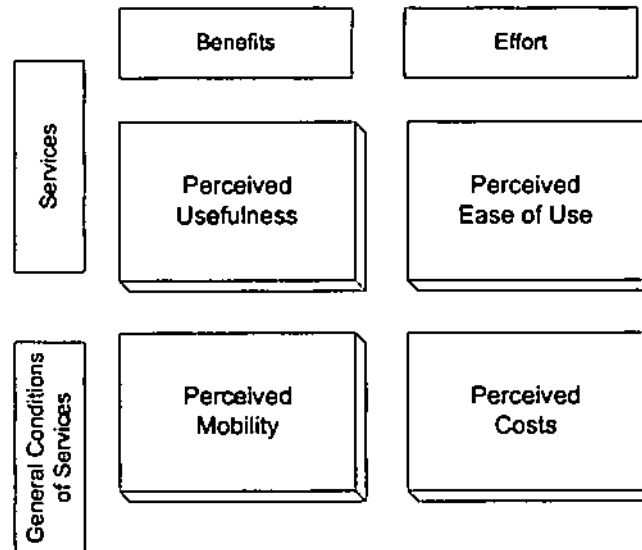 Benefits
Effort
Services
Perceived
Usefulness
Perceived
Ease of Use
General Conditions
of Services
Perceived
Mobility
Perceived
Costs